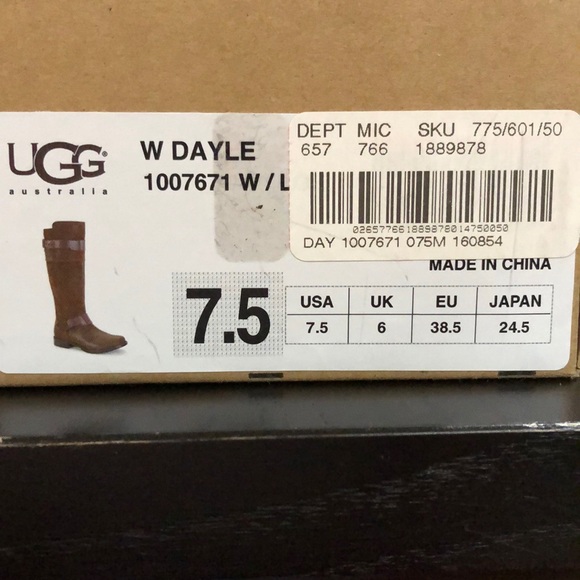 UGG®
australia
W DAYLE
1007671 W / L
DEPT MIC SKU 775/601/50
657 766 1889878
026577661889878014750050
DAY 1007671 075M 160854
MADE IN CHINA
7.5
USA UK EU JAPAN
7.5 6 38.5 24.5